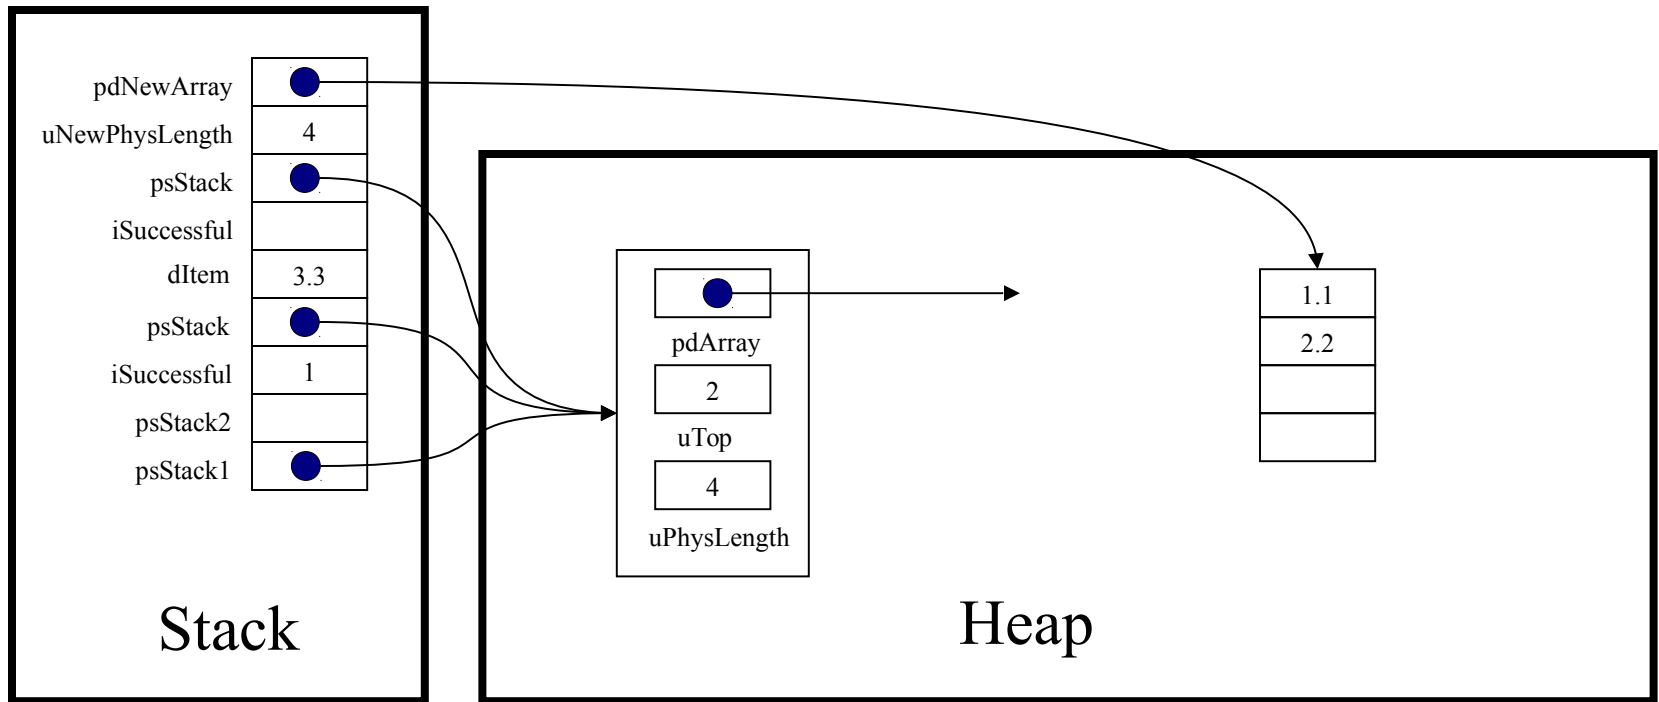 pdNewArray
uNewPhysLength 4
psStack
iSuccessful
dItem 3.3
psStack
iSuccessful 1
psStack2
psStack1
Stack
pdArray
2
uTop
4
uPhysLength
1.1
2.2
Heap